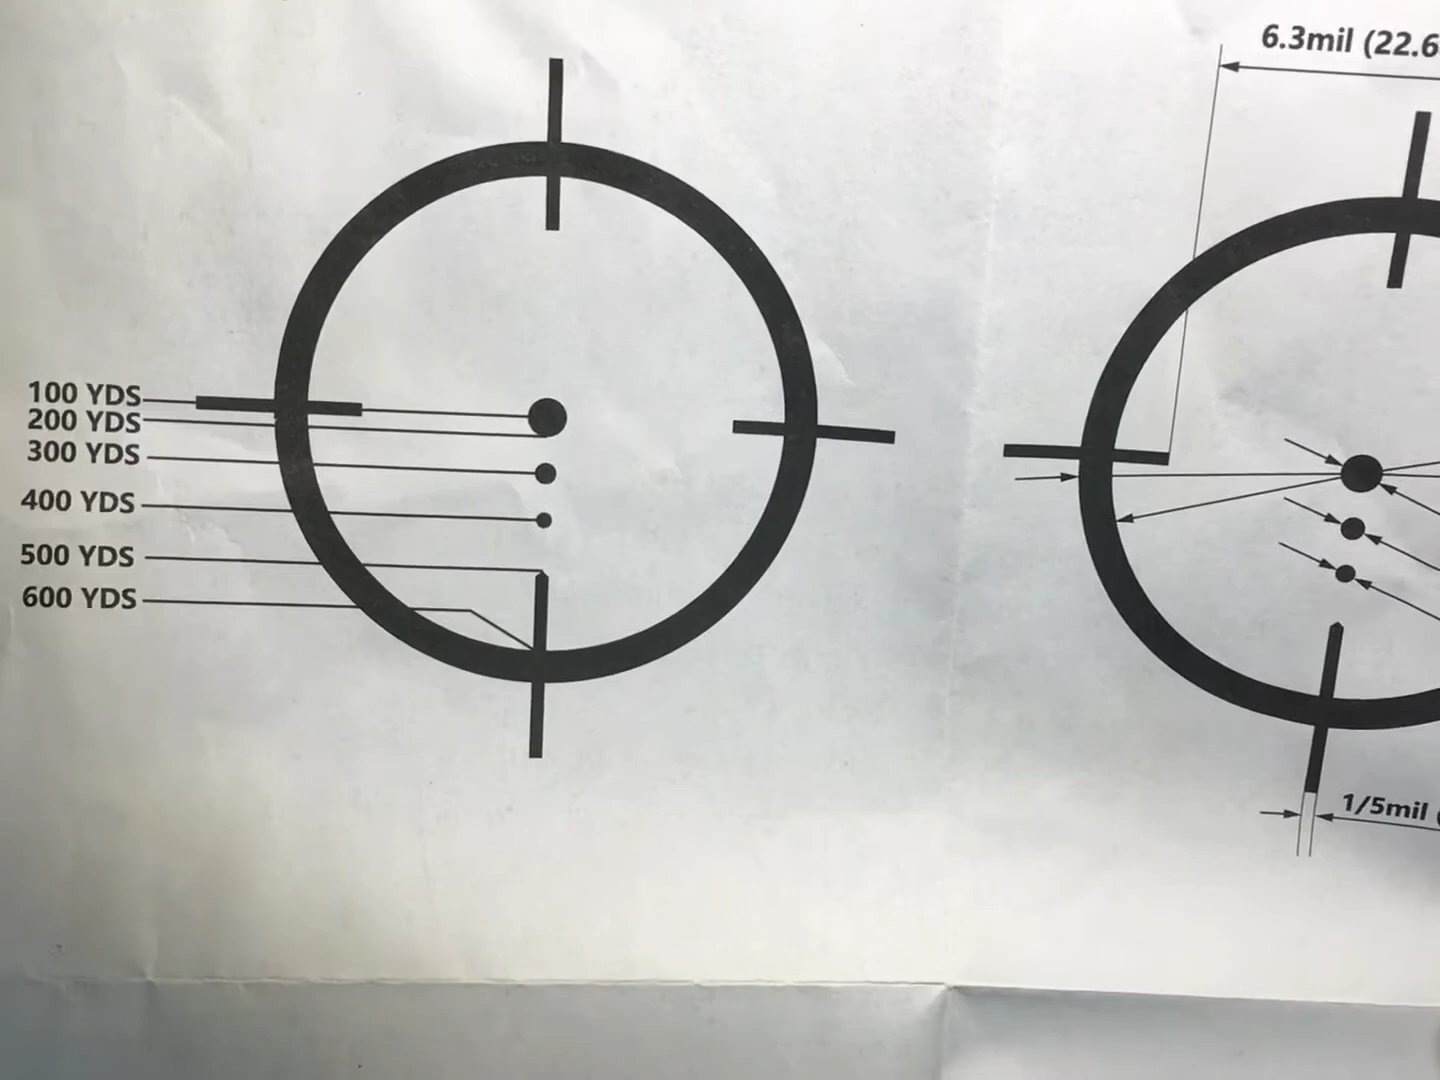 100 YDS
200 YDS
300 YDS
400 YDS
500 YDS
600 YDS
6.3mil (22.6
1/5mil (